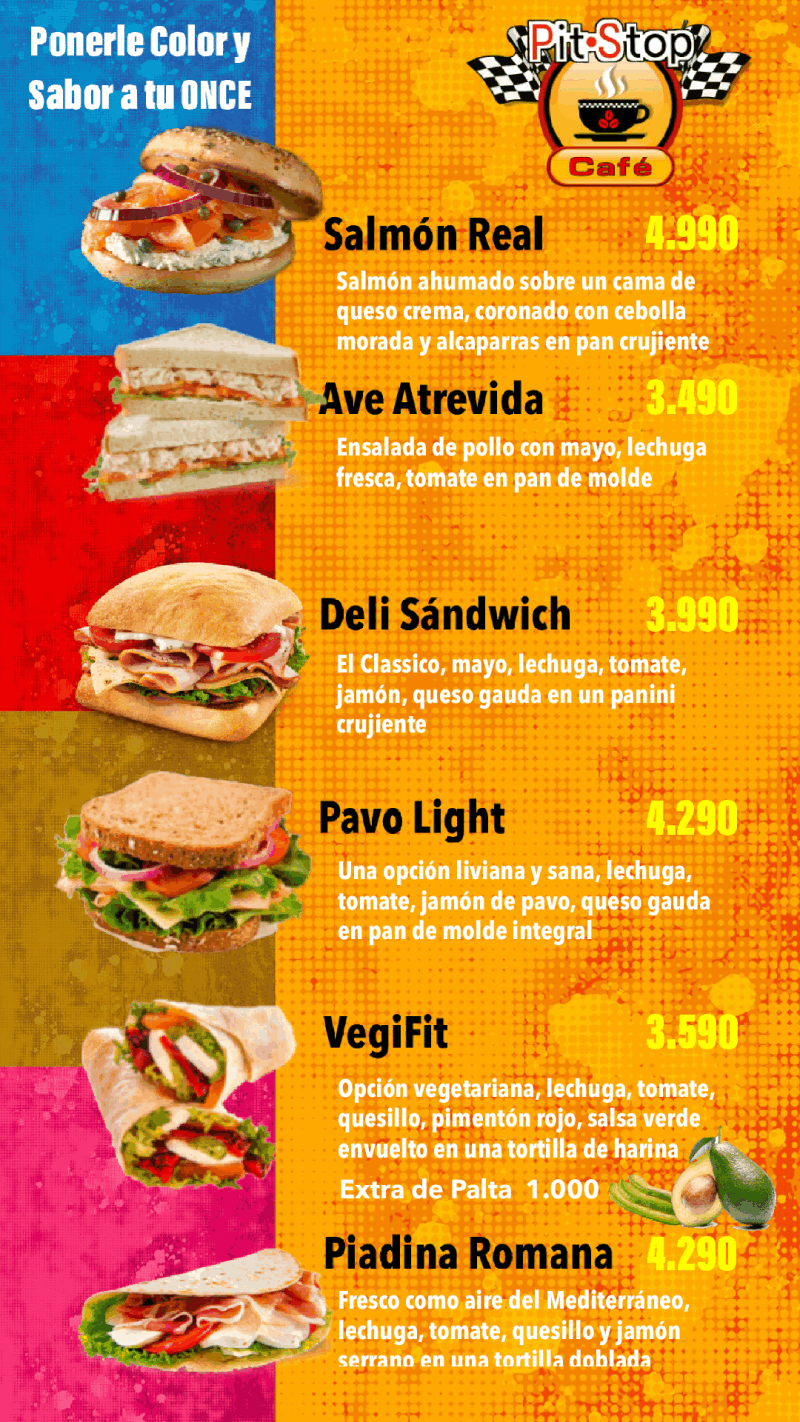 Ponerle Color y
Sabor a tu ONCE
Pit•Stop
Café
Salmón Real 4.990
Salmón ahumado sobre un cama de
queso crema, coronado con cebolla
morada y alcaparras en pan crujiente
Ave Atrevida 3.490
Ensalada de pollo con mayo, lechuga
fresca, tomate en pan de molde
Deli Sándwich 3.990
El Classico, mayo, lechuga, tomate,
jamón, queso gauda en un panini
crujiente
Pavo Light 4.290
Una opción liviana y sana, lechuga,
tomate, jamón de pavo, queso gauda
en pan de molde integral
VegiFit 3.590
Opción vegetariana, lechuga, tomate,
quesillo, pimentón rojo, salsa verde
envuelto en una tortilla de harina
Extra de Palta 1.000
Piadina Romana 4.290
Fresco como aire del Mediterráneo,
lechuga, tomate, quesillo y jamón
serrano en una tortilla doblada